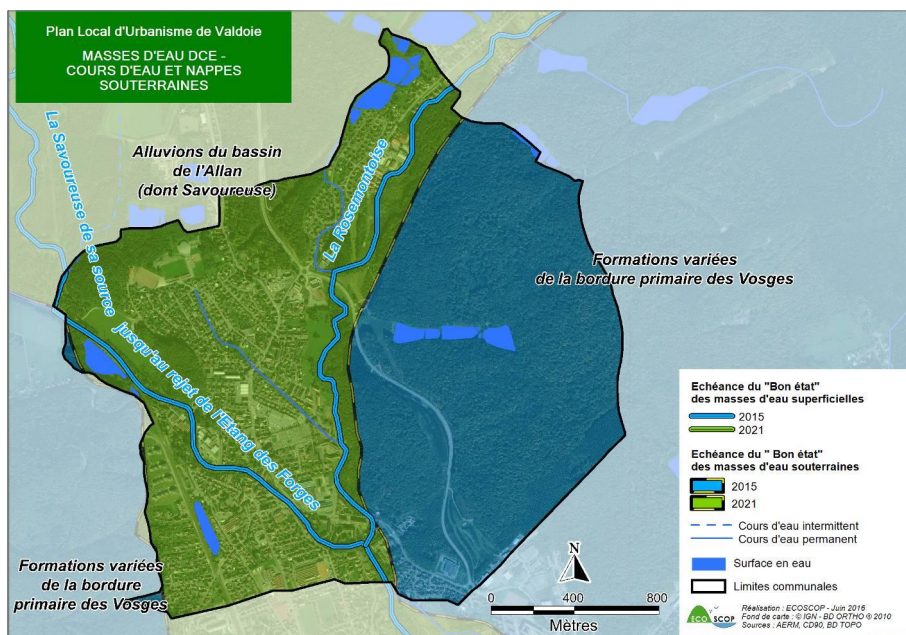 Plan Local d'Urbanisme de Valdoie
MASSES D'EAU DCE -
COURS D'EAU ET NAPPES
SOUTERRAINES
La Savoureuse de sa source jusqu'au rejet de l'Etang des Forges
Alluvions du bassin
de l'Allan
(dont Savoureuse)
La Rosemontoise
Formations variées
de la bordure primaire des Vosges
Formations variées
de la bordure
primaire des Vosges
Echéance du "Bon état"
des masses d'eau superficielles
2015
2021
Echéance du " Bon état"
des masses d'eau souterraines
2015
2021
Cours d'eau intermittent
Cours d'eau permanent
Surface en eau
Limites communales
N
0 400 800
Mètres
ECO SCOP
Réalisation : ECOSCOP - Juin 2016
Fond de carte : © IGN - BD ORTHO ® 2010
Sources : AERM, CD90, BD TOPO